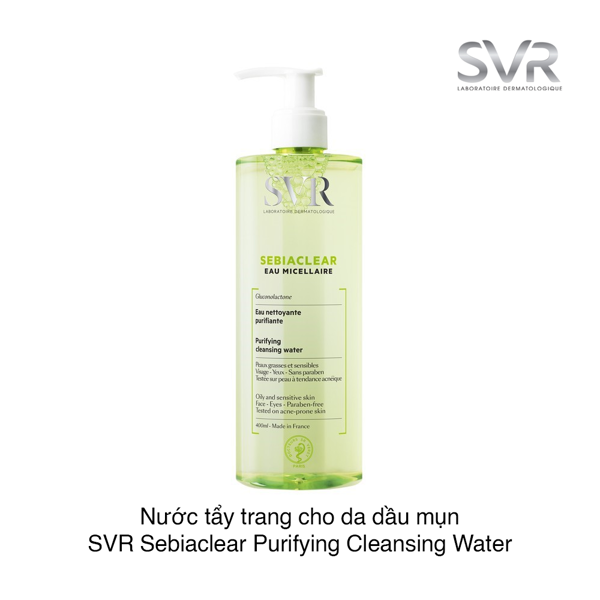 SVR
LABORATOIRE DERMATOLOGIQUE
SVR
LABORATOIRE DERMATOLOGIQUE
SEBIACLEAR
EAU MICELLAIRE
Gluconolactone
Eau nettoyante
purifiante
Purifying
cleansing water
Peaux grasses et sensibles
Visage - Yeux - Sans paraben
Testée sur peau à tendance acnéique
Oily and sensitive skin
Face - Eyes - Paraben-free
Tested on acne-prone skin
400ml - Made in France
PARIS
Nước tẩy trang cho da dầu mụn
SVR Sebiaclear Purifying Cleansing Water